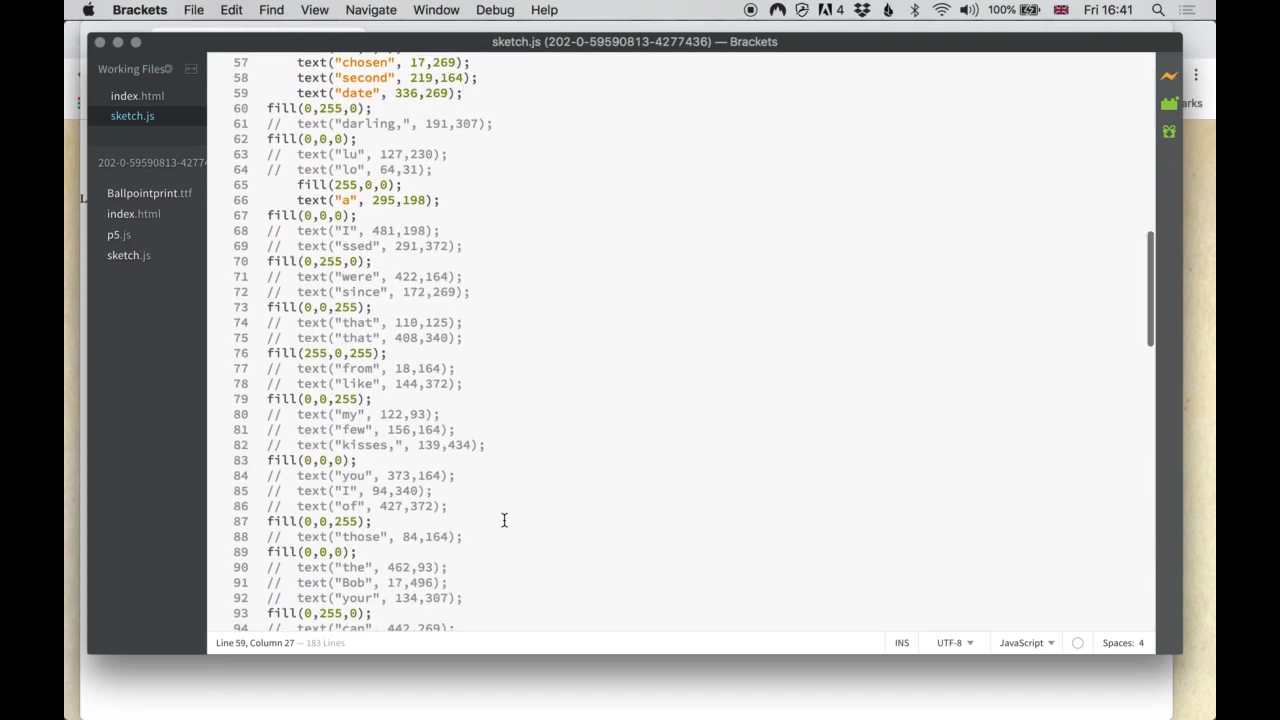 Brackets File Edit Find View Navigate Window Debug Help 4 100% Fri 16:41
sketch.js (202-0-59590813-4277436) — Brackets
Working Files
index.html
sketch.js
202-0-59590813-4277
Ballpointprint.ttf
index.html
p5.js
sketch.js
57 text("chosen", 17,269);
58 text("second", 219,164);
59 text("date", 336,269);
60 fill(0,255,0);
61 // text("darling,", 191,307);
62 fill(0,0,0);
63 // text("lu", 127,230);
64 // text("lo", 64,31);
65 fill(255,0,0);
66 text("a", 295,198);
67 fill(0,0,0);
68 // text("I", 481,198);
69 // text("ssed", 291,372);
70 fill(0,255,0);
71 // text("were", 422,164);
72 // text("since", 172,269);
73 fill(0,0,255);
74 // text("that", 110,125);
75 // text("that", 408,340);
76 fill(255,0,255);
77 // text("from", 18,164);
78 // text("like", 144,372);
79 fill(0,0,255);
80 // text("my", 122,93);
81 // text("few", 156,164);
82 // text("kisses,", 139,434);
83 fill(0,0,0);
84 // text("you", 373,164);
85 // text("I", 94,340);
86 // text("of", 427,372);
87 fill(0,0,255);
88 // text("those", 84,164);
89 fill(0,0,0);
90 // text("the", 462,93);
91 // text("Bob", 17,496);
92 // text("your", 134,307);
93 fill(0,255,0);
94 // text("can", 442,269);
arks
Line 59, Column 27 — 183 Lines
INS UTF-8 JavaScript Spaces: 4